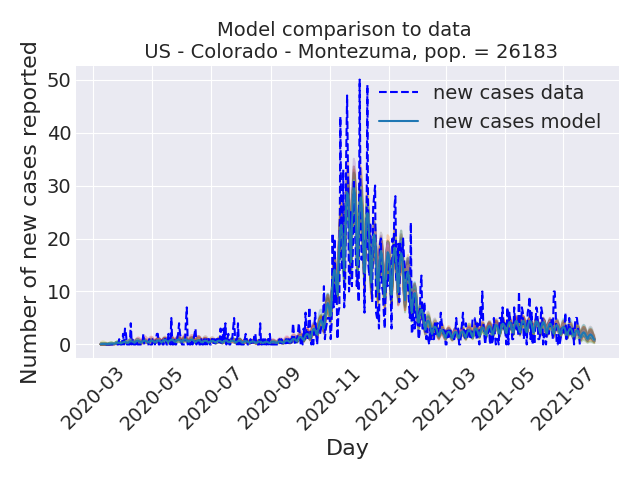 Model comparison to data
US - Colorado - Montezuma, pop. = 26183
Number of new cases reported
50
40
30
20
10
0
new cases data
new cases model
2020-03
2020-05
2020-07
2020-09
2020-11
2021-01
2021-03
2021-05
2021-07
Day